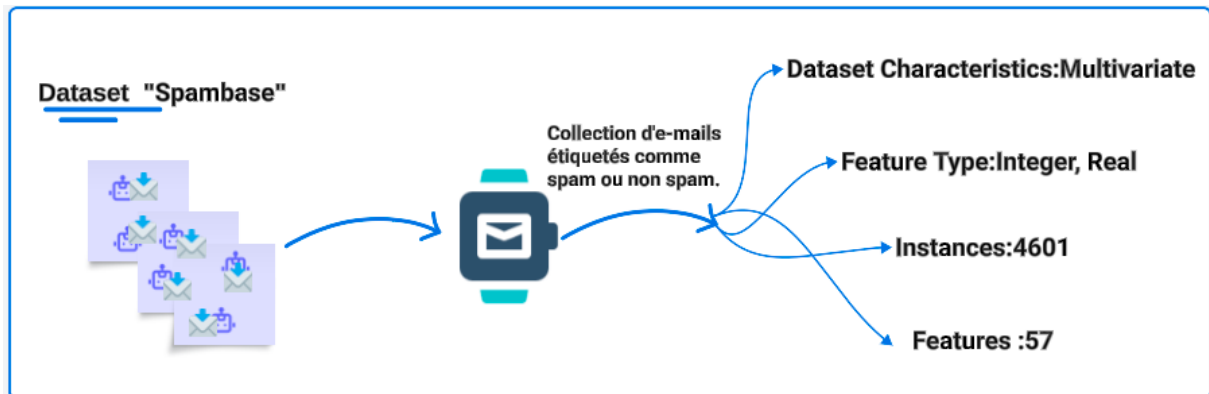 Dataset "Spambase"
Collection d'e-mails
étiquetés comme
spam ou non spam.
Dataset Characteristics:Multivariate
Feature Type:Integer, Real
Instances:4601
Features :57